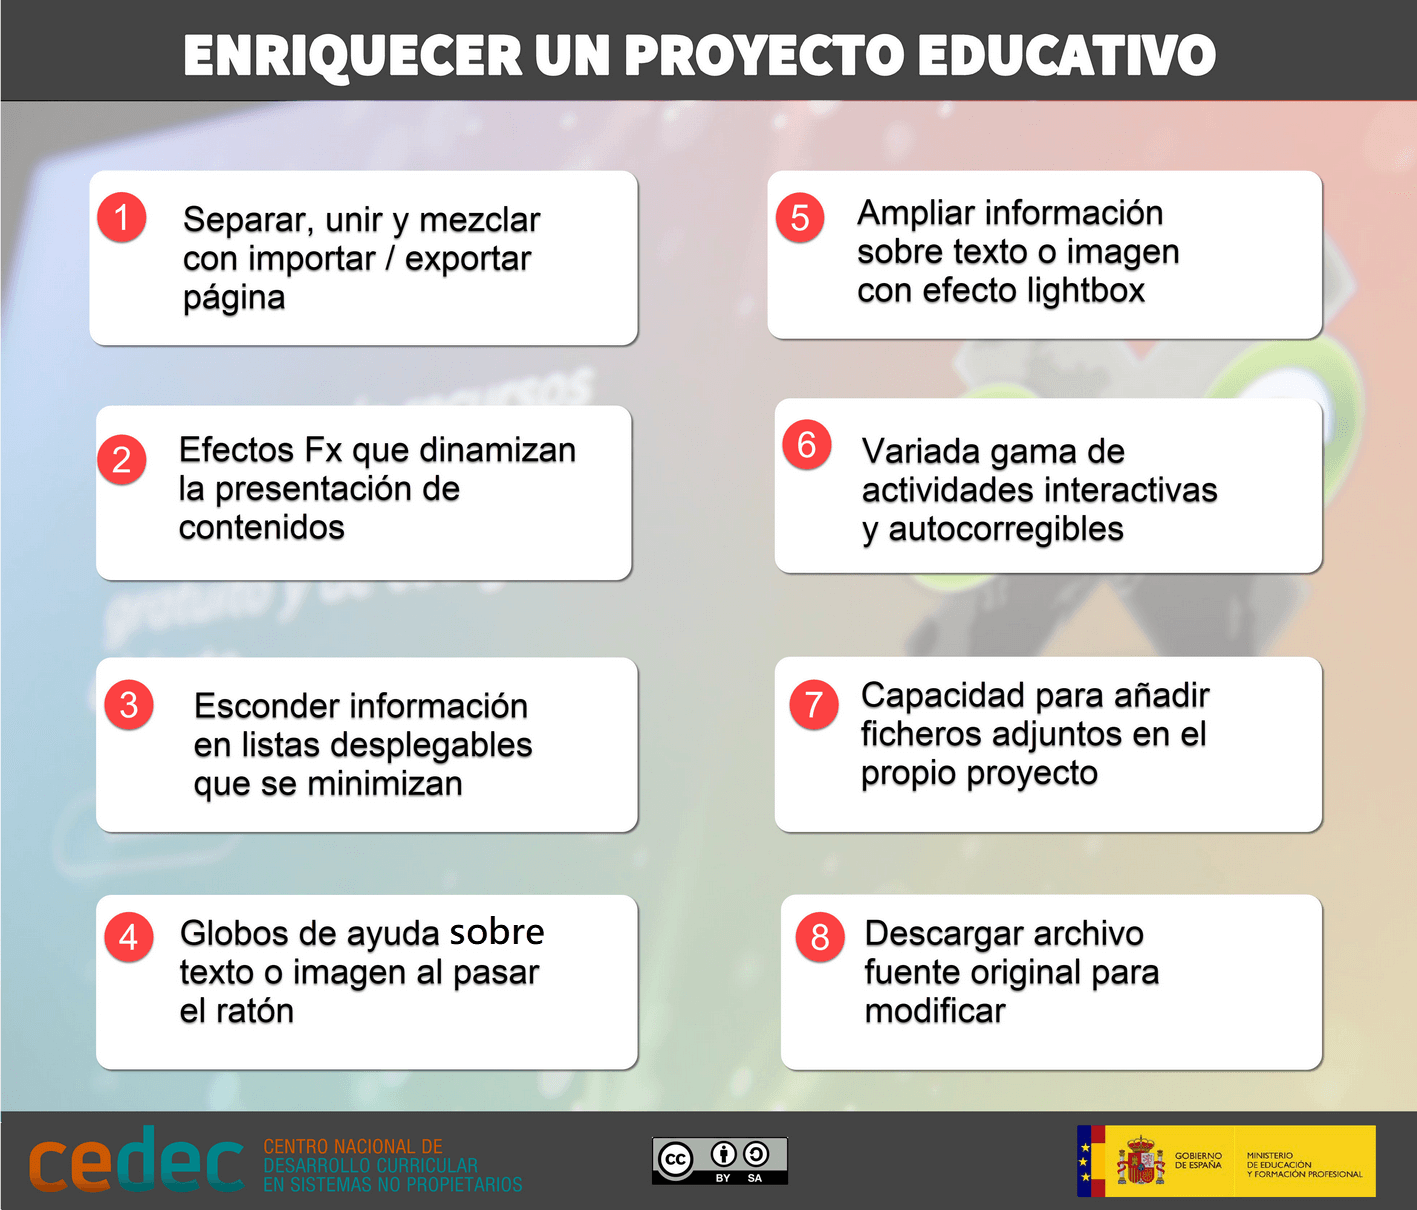 ENRIQUECER UN PROYECTO EDUCATIVO
1
Separar, unir y mezclar
con importar / exportar
página
2
Efectos Fx que dinamizan
la presentación de
contenidos
3
Esconder información
en listas desplegables
que se minimizan
4
Globos de ayuda sobre
texto o imagen al pasar
el ratón
5
Ampliar información
sobre texto o imagen
con efecto lightbox
6
Variada gama de
actividades interactivas
y autocorregibles
7
Capacidad para añadir
ficheros adjuntos en el
propio proyecto
8
Descargar archivo
fuente original para
modificar
recursos
gratuito y de
cedec
CENTRO NACIONAL DE
DESARROLLO CURRICULAR
EN SISTEMAS NO PROPIETARIOS
cc
BY SA
GOBIERNO
DE ESPAÑA
MINISTERIO
DE EDUCACIÓN
Y FORMACIÓN PROFESIONAL